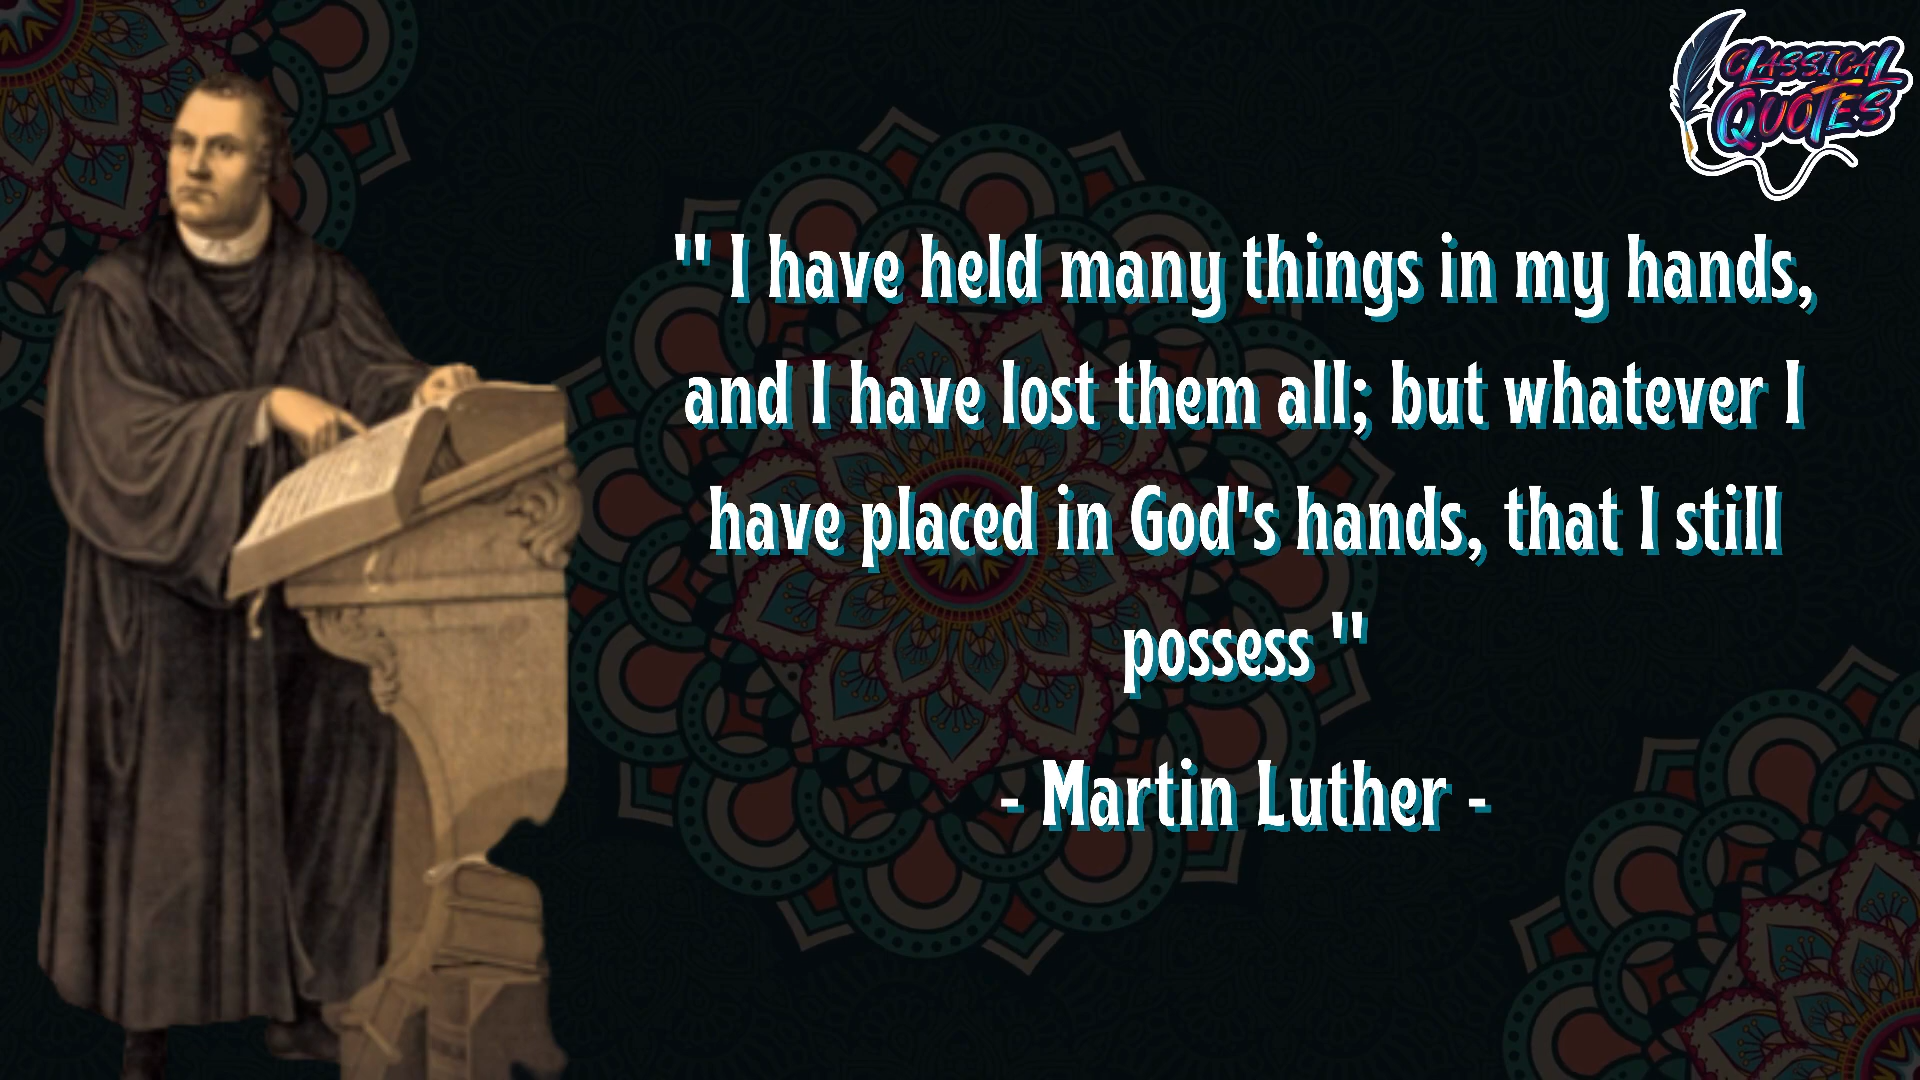 CLASSICAL
QUOTES
" I have held many things in my hands,
and I have lost them all; but whatever I
have placed in God's hands, that I still
possess "
- Martin Luther -